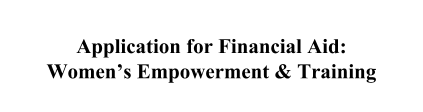 Application for Financial Aid:
Women’s Empowerment & Training